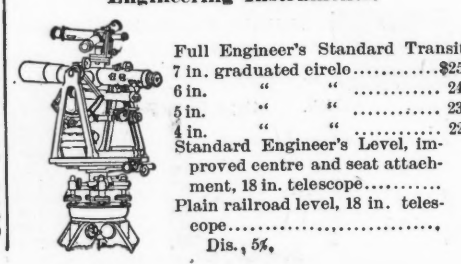 Engineering Instruments
Full Engineer's Standard Transit
7 in. graduated circlo...........$25
6 in. “ “ ........... 24
5 in. “ “ ........... 23
4 in. “ “ ........... 22
Standard Engineer's Level, im-
proved centre and seat attach-
ment, 18 in. telescope...........
Plain railroad level, 18 in. teles-
cope......................,
Dis., 5%,